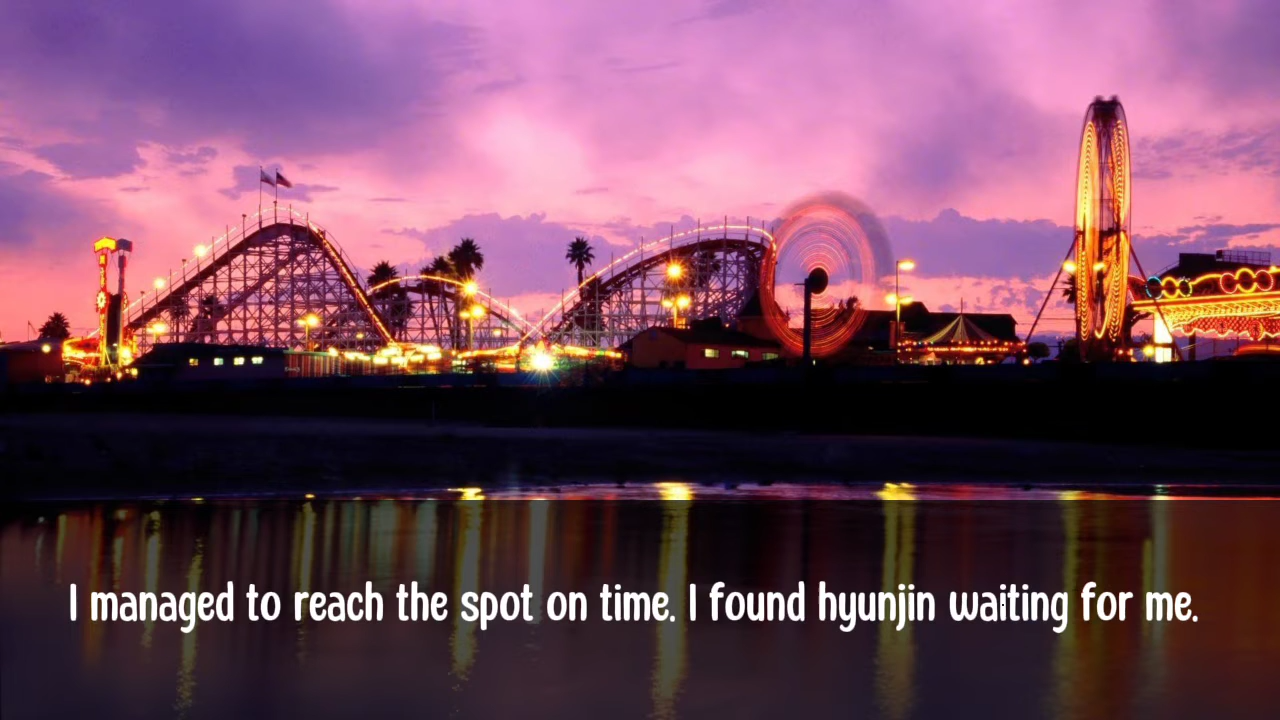 I managed to reach the spot on time. I found hyunjin waiting for me.